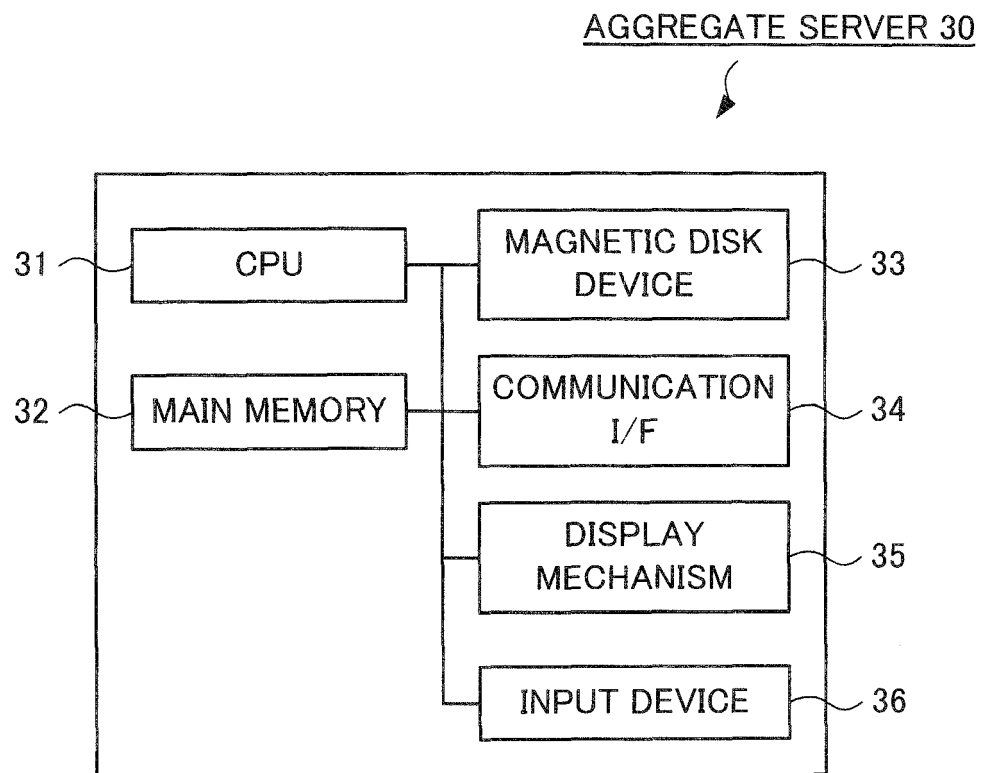 AGGREGATE SERVER 30
31
CPU
MAGNETIC DISK
DEVICE
33
32
MAIN MEMORY
COMMUNICATION
I/F
34
DISPLAY
MECHANISM
35
INPUT DEVICE
36